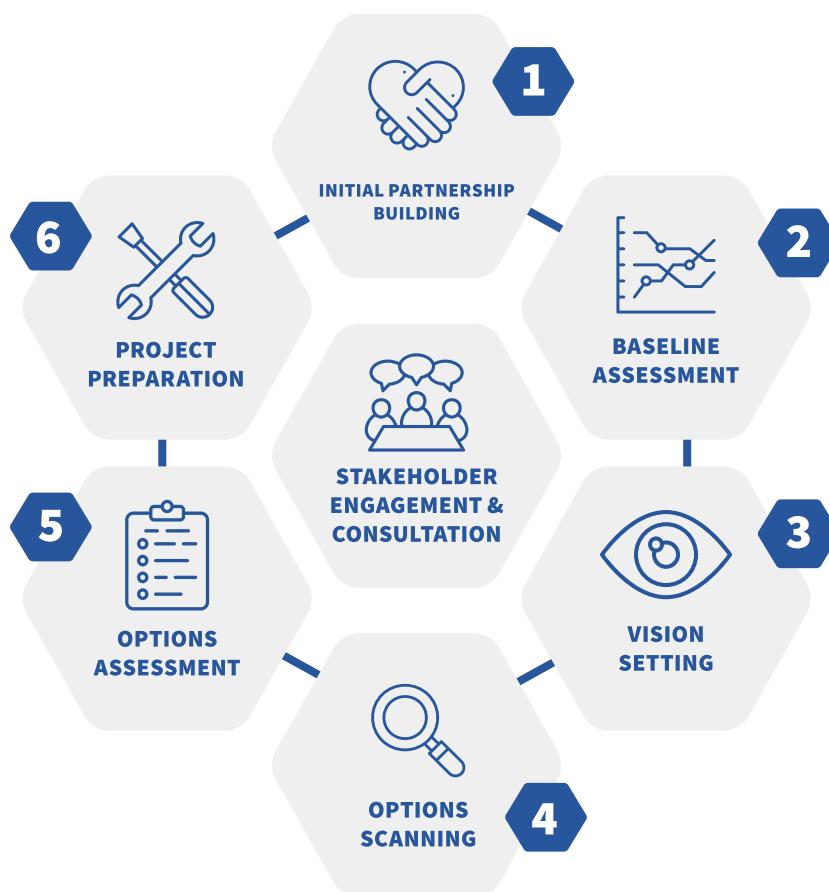 1
INITIAL PARTNERSHIP
BUILDING
2
BASELINE
ASSESSMENT
3
VISION
SETTING
4
OPTIONS
SCANNING
5
OPTIONS
ASSESSMENT
6
PROJECT
PREPARATION
STAKEHOLDER
ENGAGEMENT &
CONSULTATION